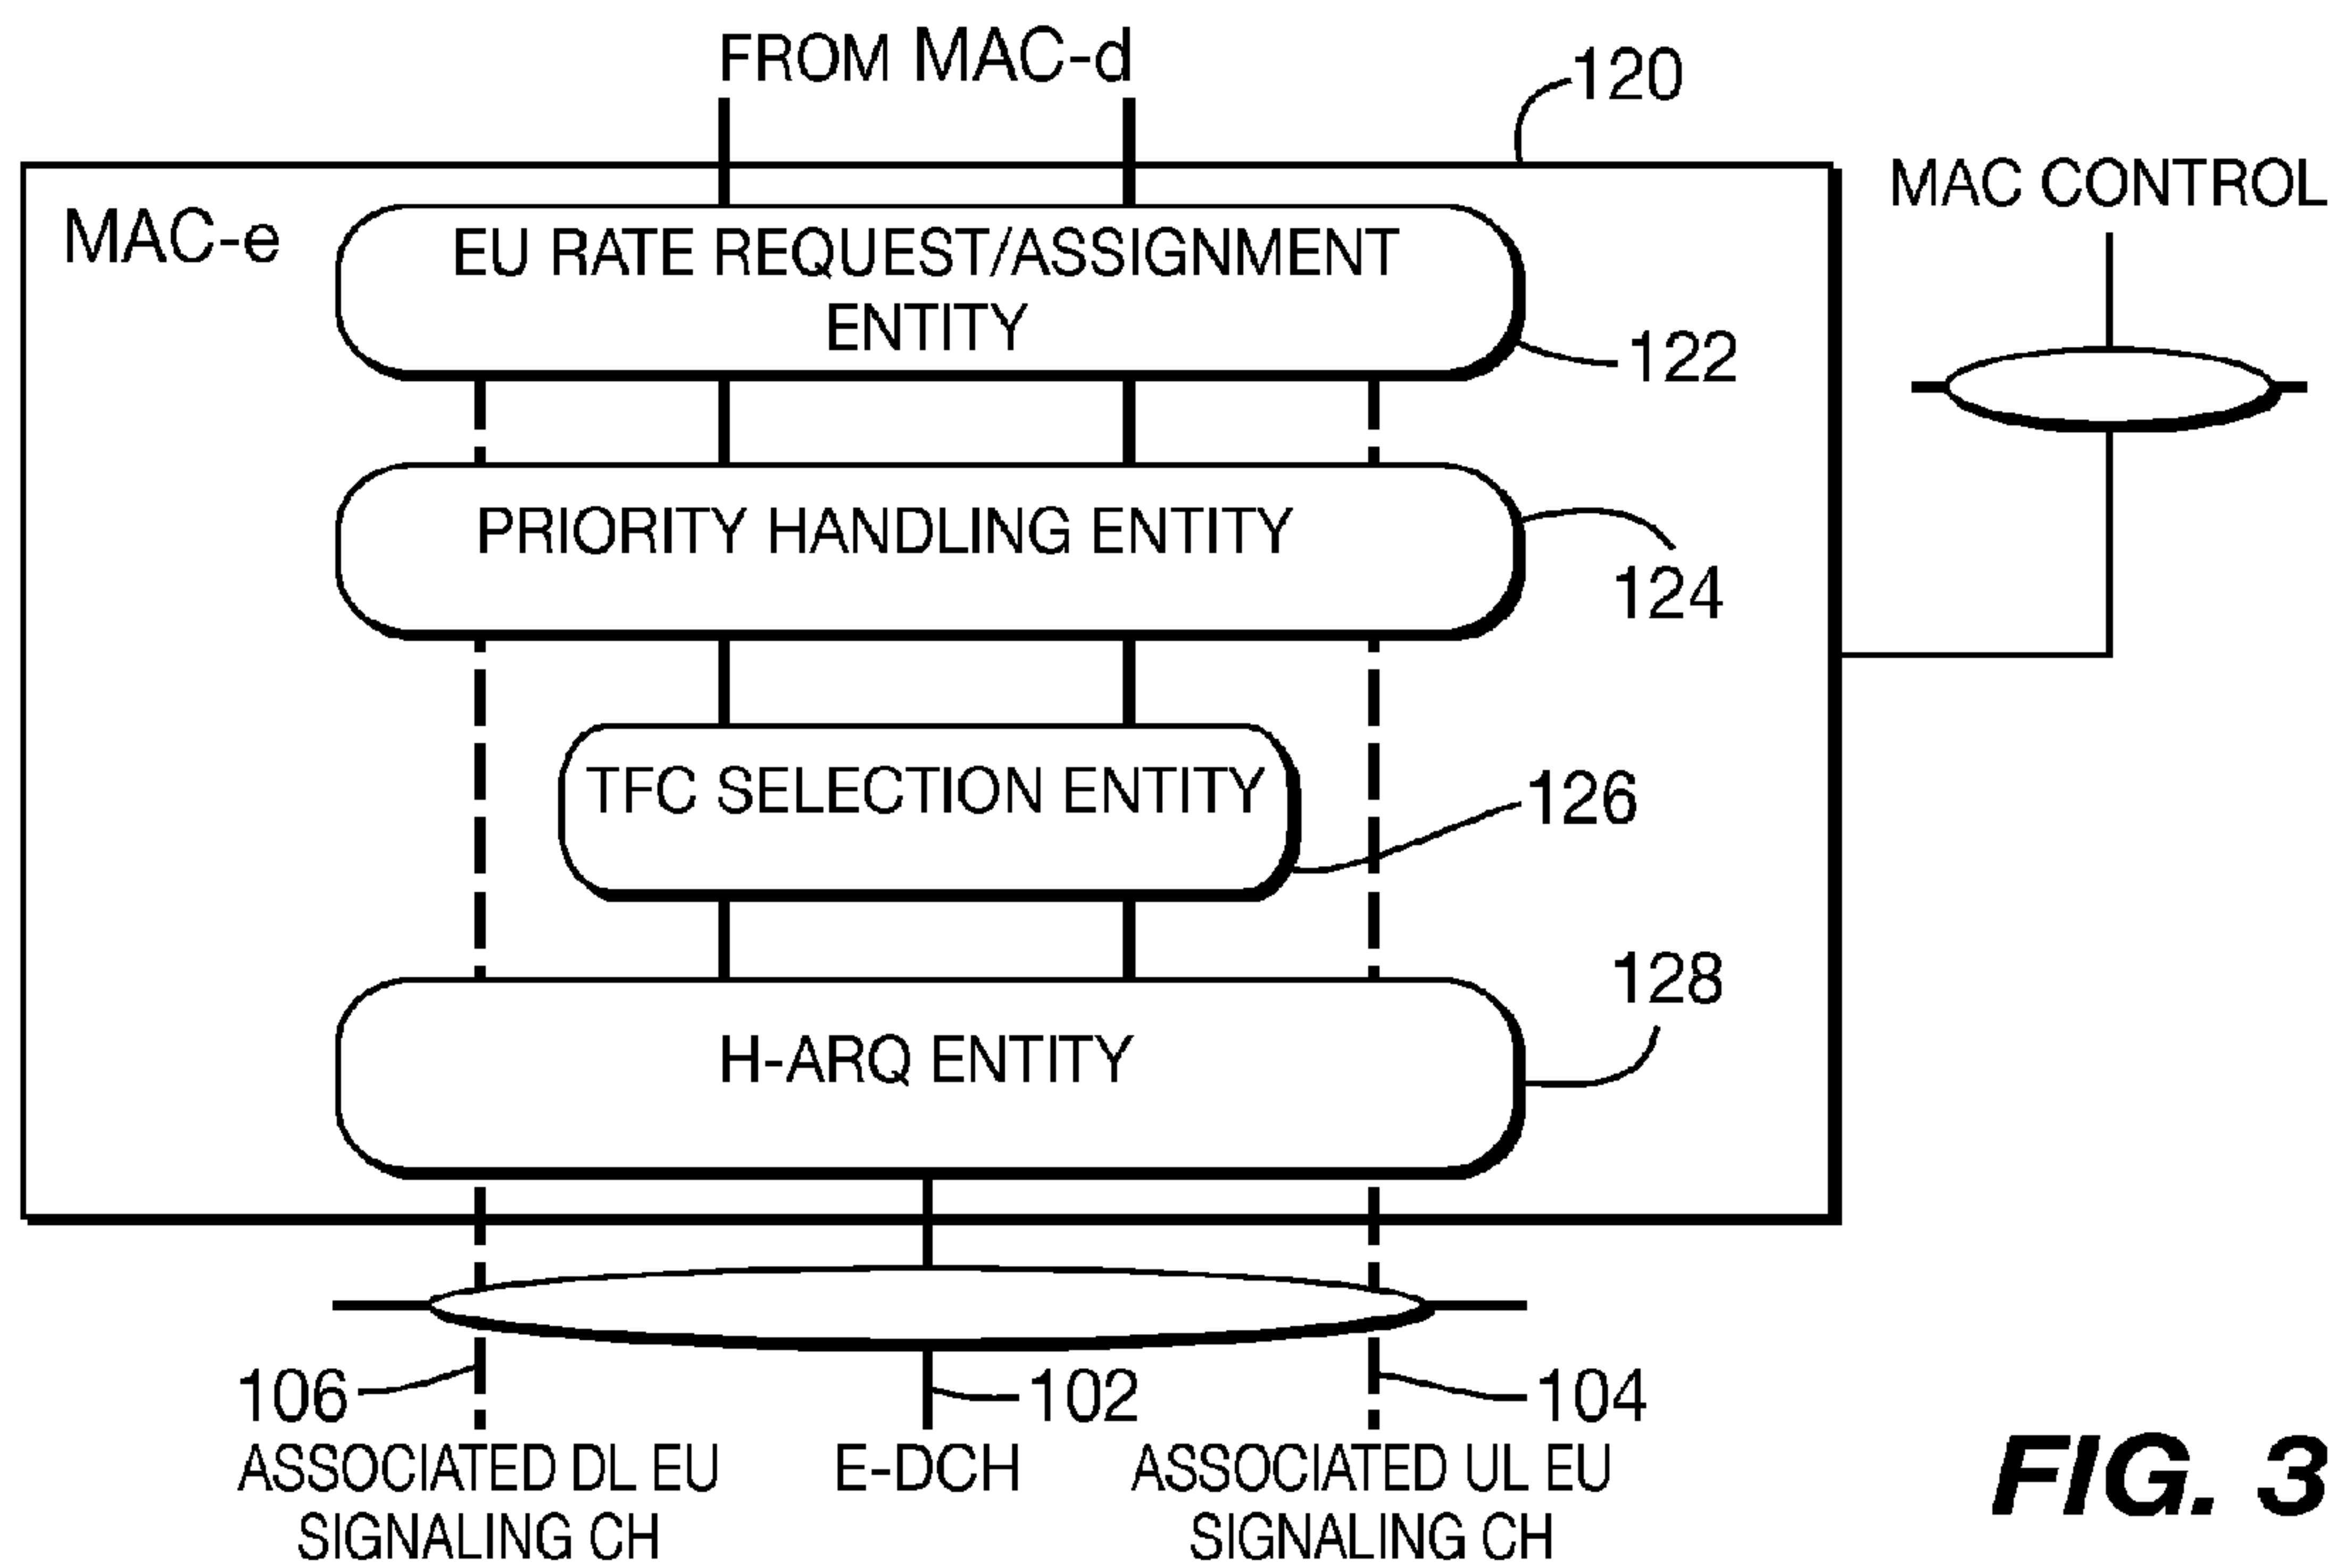 FROM MAC-d
120
MAC CONTROL
MAC-e
EU RATE REQUEST/ASSIGNMENT
ENTITY
122
PRIORITY HANDLING ENTITY
124
TFC SELECTION ENTITY
126
128
H-ARQ ENTITY
106
102
104
ASSOCIATED DL EU
SIGNALING CH
E-DCH
ASSOCIATED UL EU
SIGNALING CH
FIG. 3